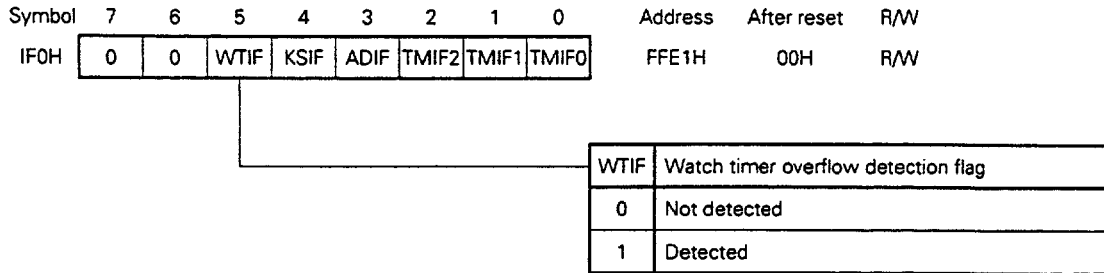 Symbol 7 6 5 4 3 2 1 0 Address After reset R/W
IF0H 0 0 WTIF KSIF ADIF TMIF2 TMIF1 TMIF0 FFE1H 00H R/W
WTIF Watch timer overflow detection flag
0 Not detected
1 Detected